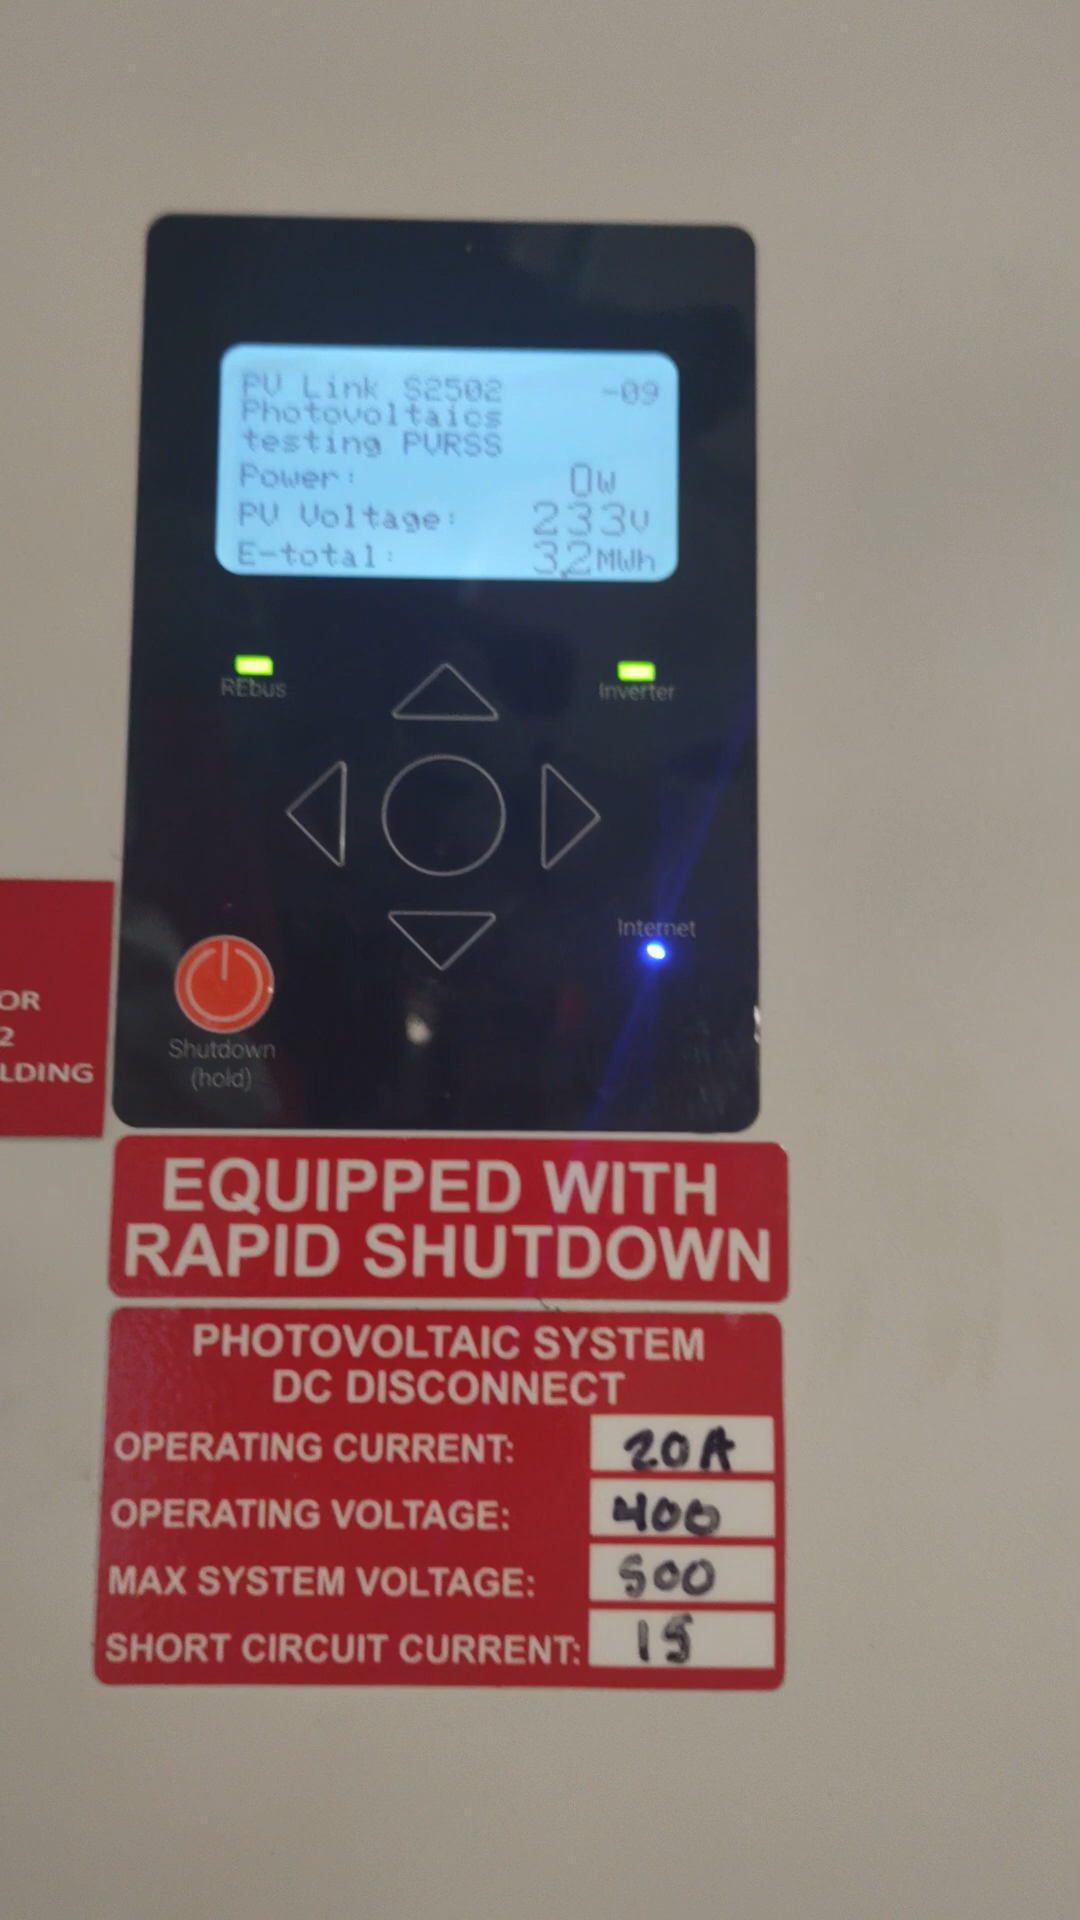 PV Link S2502 -09
Photovoltaics
testing PVRSS
Power: 0W
PV Voltage: 233V
E-total: 3.2MWh
REbus
Inverter
Internet
Shutdown
(hold)
OR
2
LDING
EQUIPPED WITH
RAPID SHUTDOWN
PHOTOVOLTAIC SYSTEM
DC DISCONNECT
OPERATING CURRENT: 20A
OPERATING VOLTAGE: 400
MAX SYSTEM VOLTAGE: 500
SHORT CIRCUIT CURRENT: 15